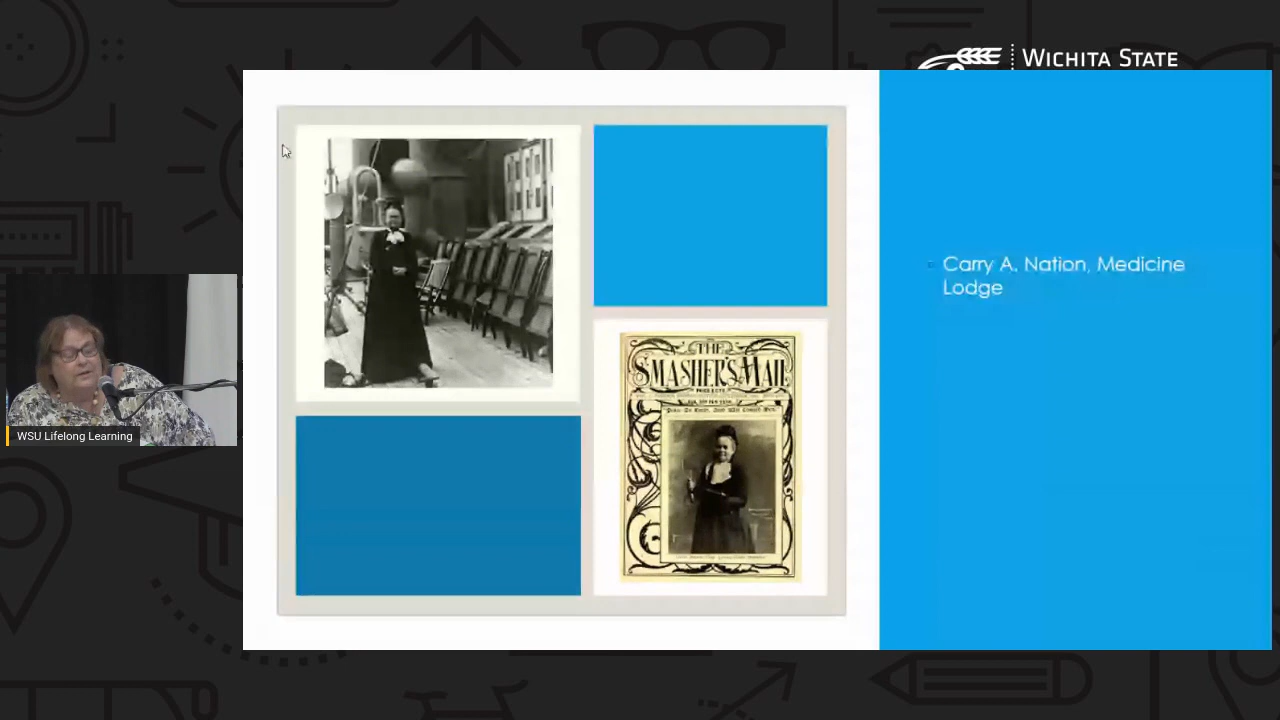 WICHITA STATE
Carry A. Nation, Medicine
Lodge
THE
SMASHER'S MAIL
WSU Lifelong Learning